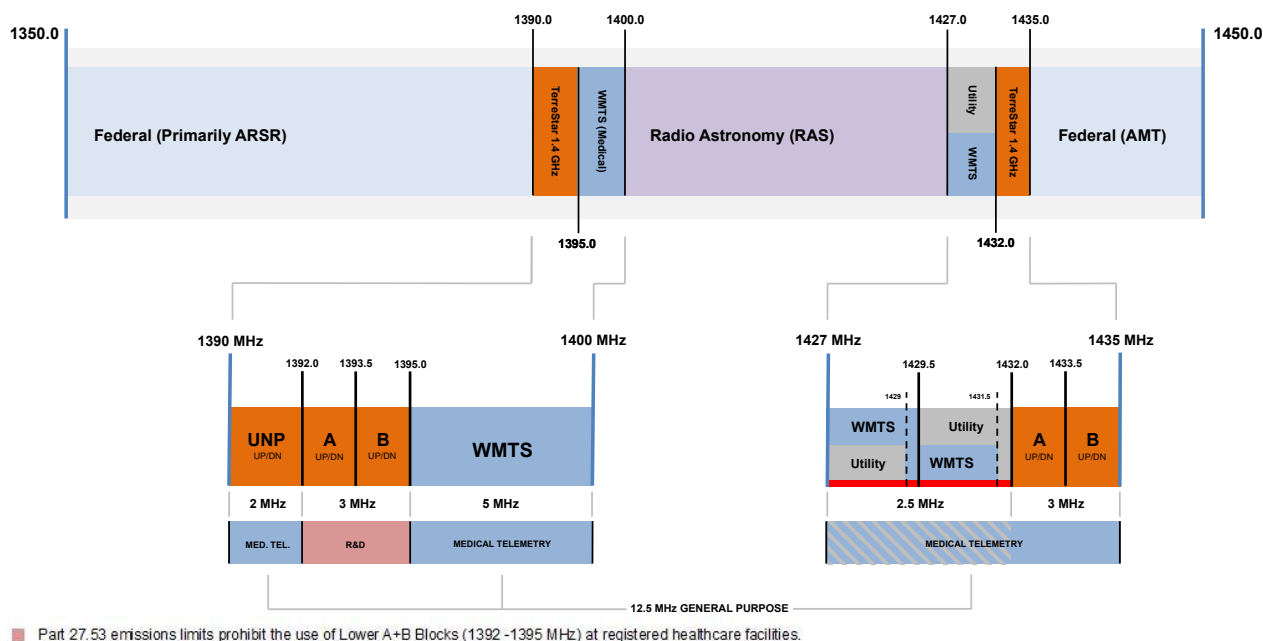 1390.0
1400.0
1427.0
1435.0
1350.0
1450.0
Federal (Primarily ARSR)
TerreStar 1.4 GHz
WMTS (Medical)
Radio Astronomy (RAS)
Utility
WMTS
TerreStar 1.4 GHz
Federal (AMT)
1395.0
1432.0
1390 MHz
1400 MHz
1392.0
1393.5
1395.0
UNP
UP/DN
A
UP/DN
B
UP/DN
WMTS
2 MHz
3 MHz
5 MHz
MED. TEL.
R&D
MEDICAL TELEMETRY
1427 MHz
1435 MHz
1429.5
1432.0
1433.5
1429
1431.5
WMTS
Utility
Utility
WMTS
A
UP/DN
B
UP/DN
2.5 MHz
3 MHz
MEDICAL TELEMETRY
12.5 MHz GENERAL PURPOSE
Part 27.53 emissions limits prohibit the use of Lower A+B Blocks (1392 -1395 MHz) at registered healthcare facilities.